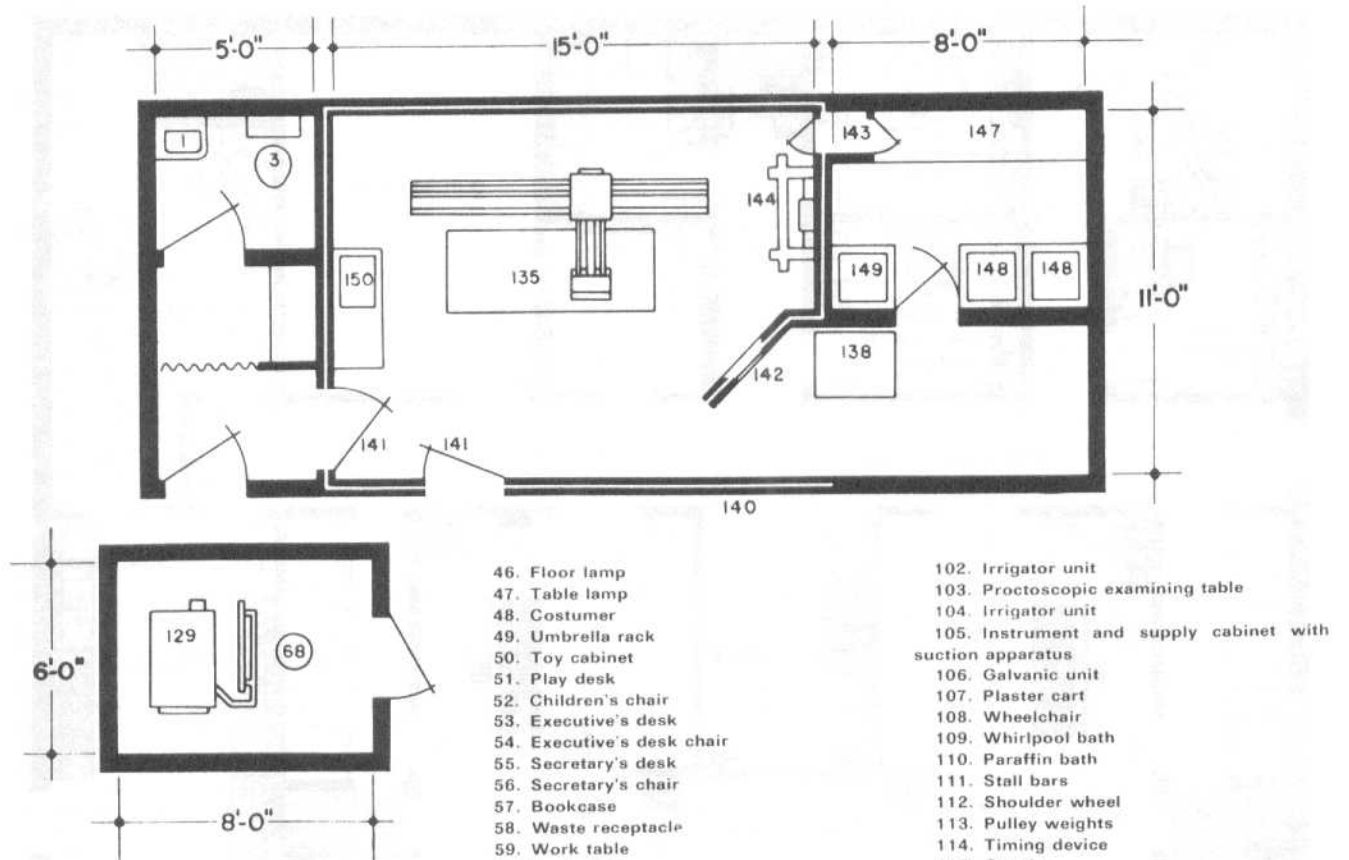 5'-0"
15'-0"
8'-0"
1
3
143
147
144
150
135
149
148
148
11'-0"
138
142
141
141
140
129
68
6'-0"
8'-0"
46. Floor lamp
47. Table lamp
48. Costumer
49. Umbrella rack
50. Toy cabinet
51. Play desk
52. Children's chair
53. Executive's desk
54. Executive's desk chair
55. Secretary's desk
56. Secretary's chair
57. Bookcase
58. Waste receptacle
59. Work table
102. Irrigator unit
103. Proctoscopic examining table
104. Irrigator unit
105. Instrument and supply cabinet with
suction apparatus
106. Galvanic unit
107. Plaster cart
108. Wheelchair
109. Whirlpool bath
110. Paraffin bath
111. Stall bars
112. Shoulder wheel
113. Pulley weights
114. Timing device